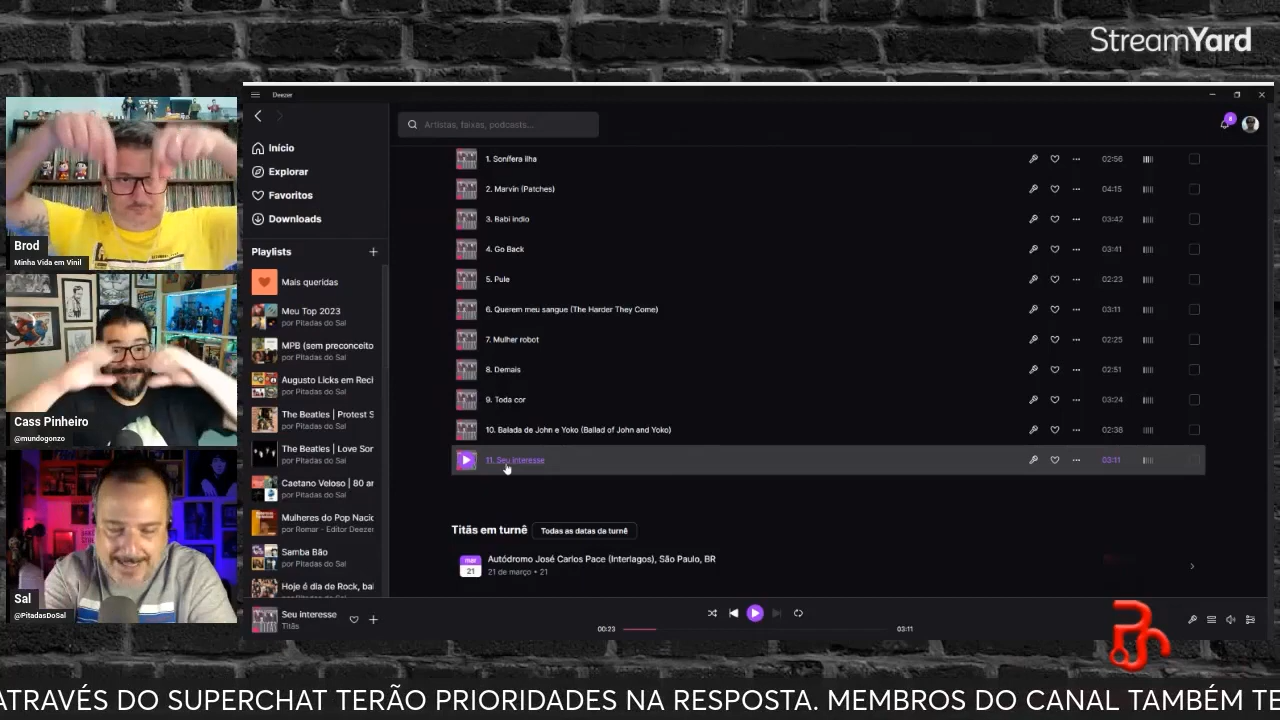 StreamYard
Deezer
Artistas, faixas, podcasts...
8
Início
Explorar
Favoritos
Downloads
Playlists
Mais queridas
Meu Top 2023
por Pitadas do Sal
MPB (sem preconceito
por Pitadas do Sal
Augusto Licks em Reci
por Pitadas do Sal
The Beatles | Protest S
por Pitadas do Sal
The Beatles | Love Sor
por Pitadas do Sal
Caetano Veloso | 80 ar
por Pitadas do Sal
Mulheres do Pop Nacio
por Romar - Editor Deezer
Samba Bão
por Pitadas do Sal
Hoje é dia de Rock, bai
por Pitadas do Sal
1. Sonífera Ilha 02:56
2. Marvin (Patches) 04:15
3. Babi índio 03:42
4. Go Back 03:41
5. Pule 02:23
6. Querem meu sangue (The Harder They Come) 03:11
7. Mulher robot 02:25
8. Demais 02:51
9. Toda cor 03:24
10. Balada de John e Yoko (Ballad of John and Yoko) 02:38
11. Seu interesse 03:11
Titãs em turnê Todas as datas da turnê
mar
21
Autódromo José Carlos Pace (Interlagos), São Paulo, BR
21 de março • 21
Seu interesse
Titãs
00:23 03:11
Brod
Minha Vida em Vinil
Cass Pinheiro
@mundogonzo
Sal
@PitadasDoSal
ATRAVÉS DO SUPERCHAT TERÃO PRIORIDADES NA RESPOSTA. MEMBROS DO CANAL TAMBÉM TE